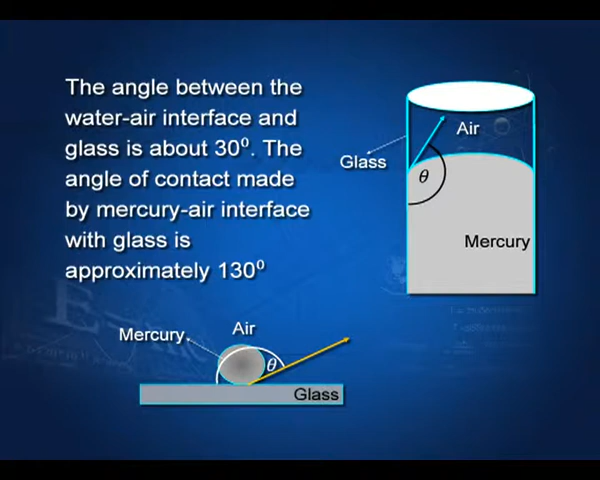 The angle between the
water-air interface and
glass is about 30⁰. The
angle of contact made
by mercury-air interface
with glass is
approximately 130⁰
Air
Glass
θ
Mercury
Air
Mercury
θ
Glass